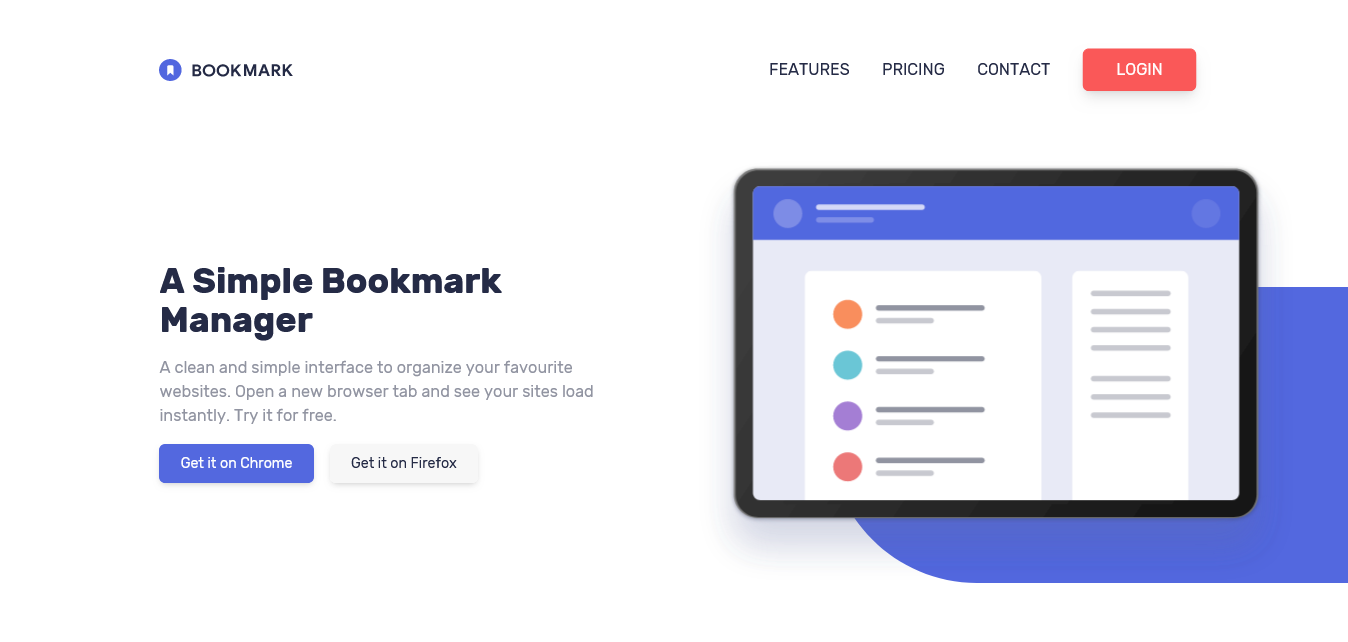 BOOKMARK
FEATURES PRICING CONTACT LOGIN
A Simple Bookmark
Manager
A clean and simple interface to organize your favourite
websites. Open a new browser tab and see your sites load
instantly. Try it for free.
Get it on Chrome Get it on Firefox